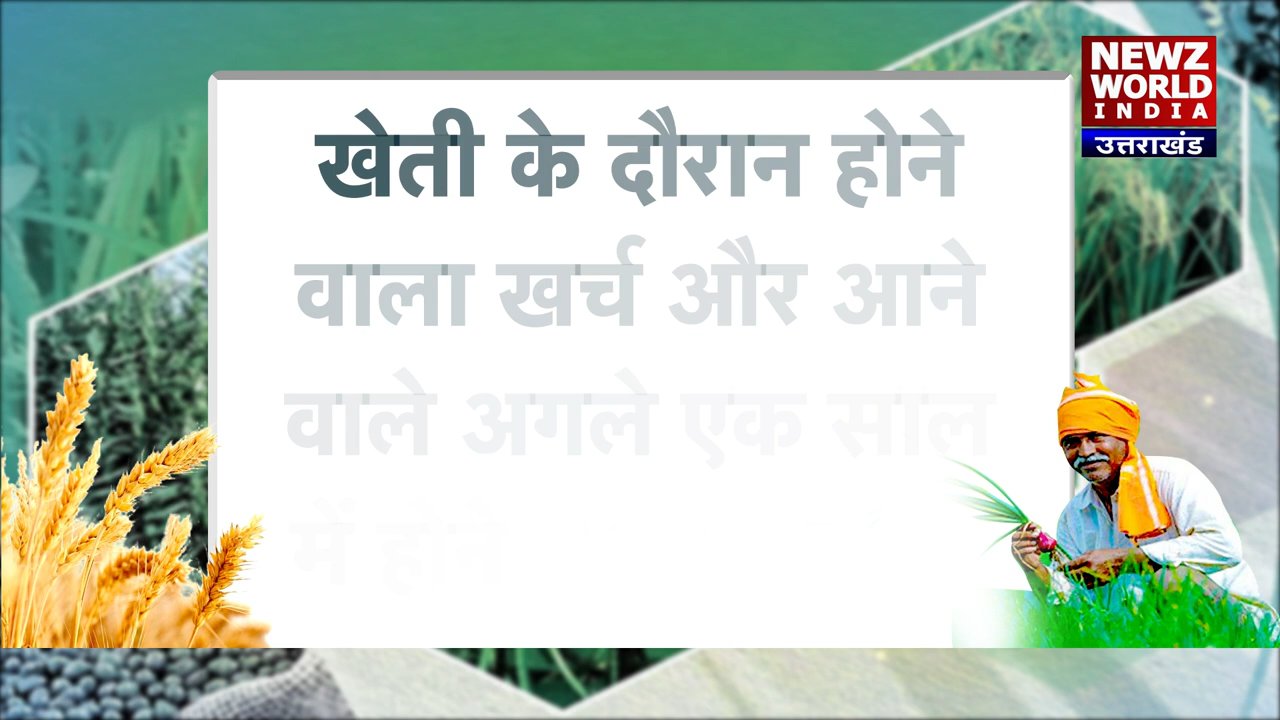 NEWZ
WORLD
INDIA
उत्तराखंड
खेती के दौरान होने
वाला खर्च और आने
वाले अगले एक साल
में होने